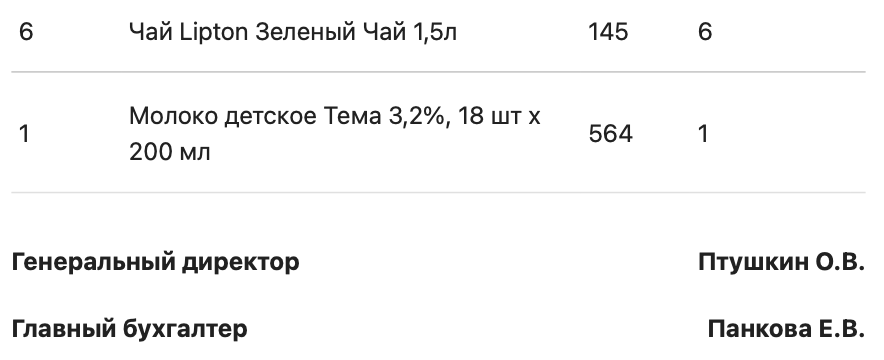 6 Чай Lipton Зеленый Чай 1,5л 145 6
Молоко детское Тема 3,2%, 18 шт х
1 564 1
200 мл
Генеральный директор Птушкин О.В.
Главный бухгалтер Панкова Е.В.